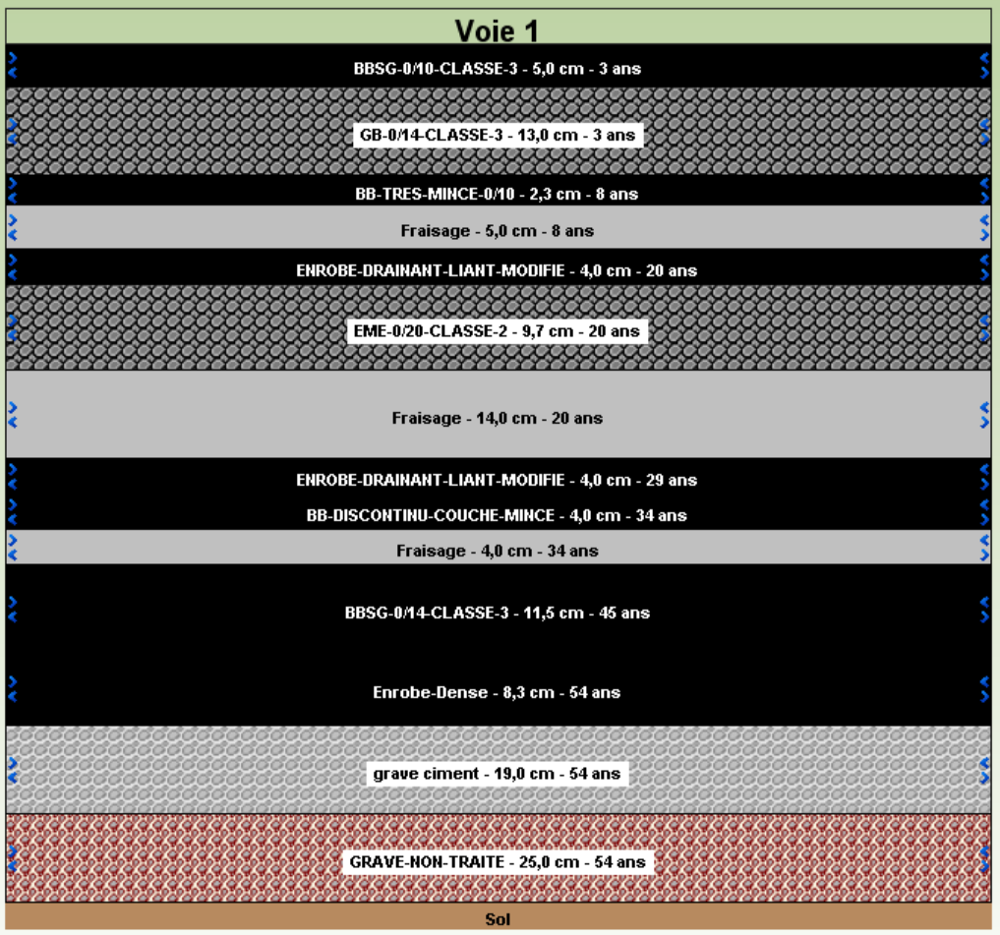 Voie 1
BBSG-0/10-CLASSE-3 - 5,0 cm - 3 ans
GB-0/14-CLASSE-3 - 13,0 cm - 3 ans
BB-TRES-MINCE-0/10 - 2,3 cm - 8 ans
Fraisage - 5,0 cm - 8 ans
ENROBE-DRAINANT-LIANT-MODIFIE - 4,0 cm - 20 ans
EME-0/20-CLASSE-2 - 9,7 cm - 20 ans
Fraisage - 14,0 cm - 20 ans
ENROBE-DRAINANT-LIANT-MODIFIE - 4,0 cm - 29 ans
BB-DISCONTINU-COUCHE-MINCE - 4,0 cm - 34 ans
Fraisage - 4,0 cm - 34 ans
BBSG-0/14-CLASSE-3 - 11,5 cm - 45 ans
Enrobe-Dense - 8,3 cm - 54 ans
grave ciment - 19,0 cm - 54 ans
GRAVE-NON-TRAITE - 25,0 cm - 54 ans
Sol